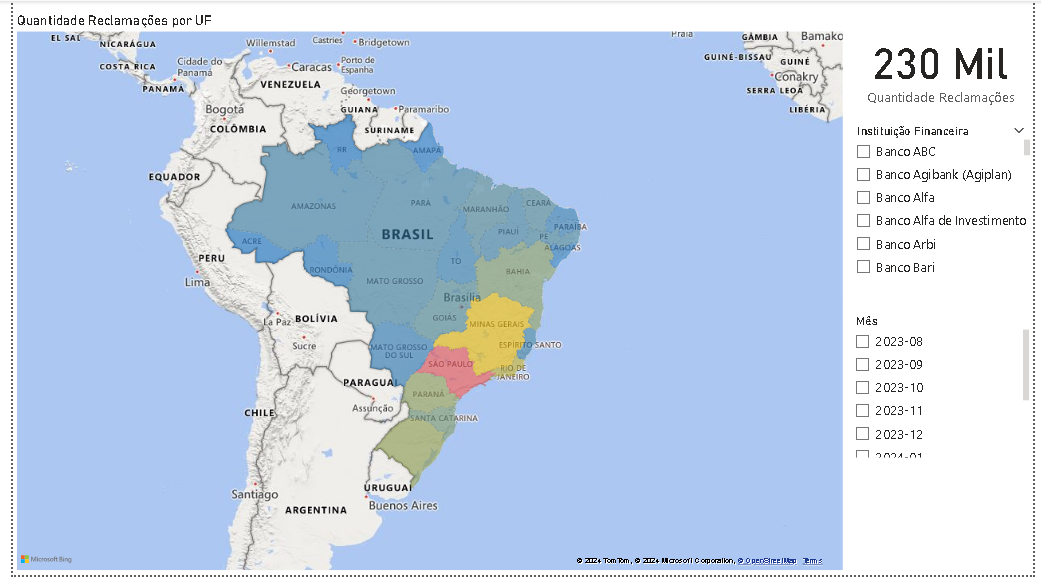 Quantidade Reclamações por UF
EL SAL
NICARÁGUA
COSTA RICA
PANAMÁ
Cidade do
Panamá
Willemstad
Castries
Bridgetown
Caracas
Porto de
Espanha
VENEZUELA
Georgetown
GUIANA
Paramaribo
SURINAME
Bogotá
COLÔMBIA
EQUADOR
PERU
Lima
La Paz
BOLÍVIA
Sucre
PARAGUAI
Assunção
CHILE
Santiago
ARGENTINA
URUGUAI
Buenos Aires
RR
AMAPÁ
AMAZONAS
PARÁ
MARANHÃO
CEARÁ
PARAÍBA
PIAUÍ
PE
ALAGOAS
ACRE
BRASIL
RONDÔNIA
TO
BAHIA
MATO GROSSO
Brasília
GOIÁS
MINAS GERAIS
ESPÍRITO SANTO
MATO GROSSO
DO SUL
SÃO PAULO
RIO DE
JANEIRO
PARANÁ
SANTA CATARINA
Praia
GÂMBIA
Bamako
GUINÉ-BISSAU
GUINÉ
Conakry
SERRA LEOA
LIBÉRIA
Microsoft Bing
© 2024 TomTom, © 2024 Microsoft Corporation, © OpenStreetMap Terms
230 Mil
Quantidade Reclamações
Instituição Financeira
Banco ABC
Banco Agibank (Agiplan)
Banco Alfa
Banco Alfa de Investimento
Banco Arbi
Banco Bari
Mês
2023-08
2023-09
2023-10
2023-11
2023-12
2024-01